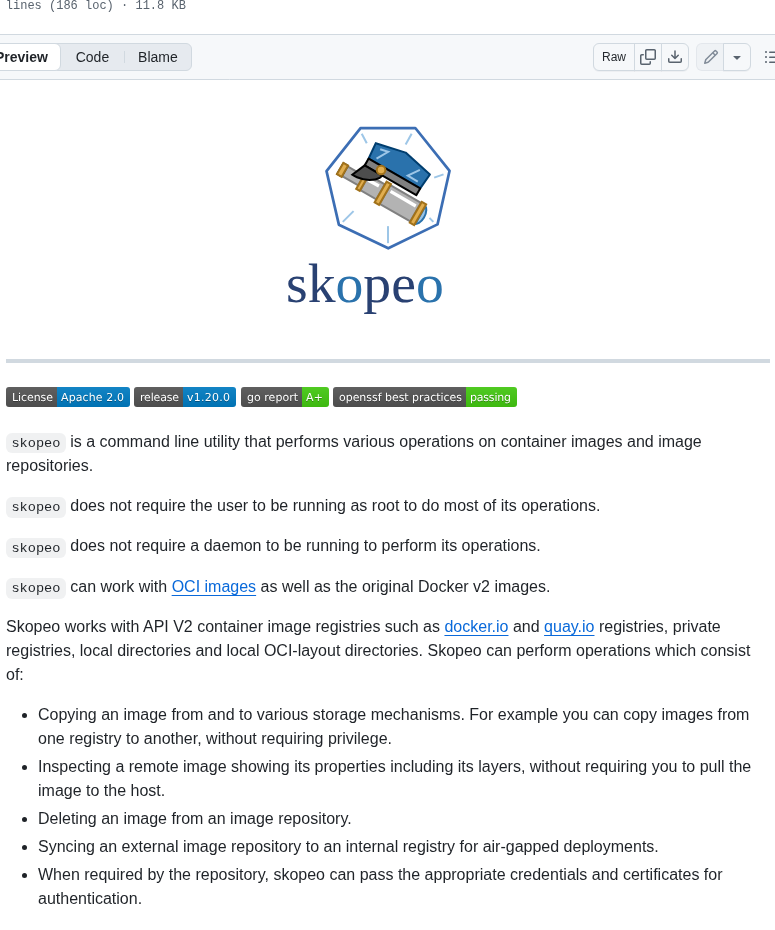 lines (186 loc) · 11.8 KB
Preview Code Blame Raw
skopeo
License Apache 2.0 release v1.20.0 go report A+ openssf best practices passing
skopeo is a command line utility that performs various operations on container images and image
repositories.
skopeo does not require the user to be running as root to do most of its operations.
skopeo does not require a daemon to be running to perform its operations.
skopeo can work with OCI images as well as the original Docker v2 images.
Skopeo works with API V2 container image registries such as docker.io and quay.io registries, private
registries, local directories and local OCI-layout directories. Skopeo can perform operations which consist
of:
• Copying an image from and to various storage mechanisms. For example you can copy images from
one registry to another, without requiring privilege.
• Inspecting a remote image showing its properties including its layers, without requiring you to pull the
image to the host.
• Deleting an image from an image repository.
• Syncing an external image repository to an internal registry for air-gapped deployments.
• When required by the repository, skopeo can pass the appropriate credentials and certificates for
authentication.